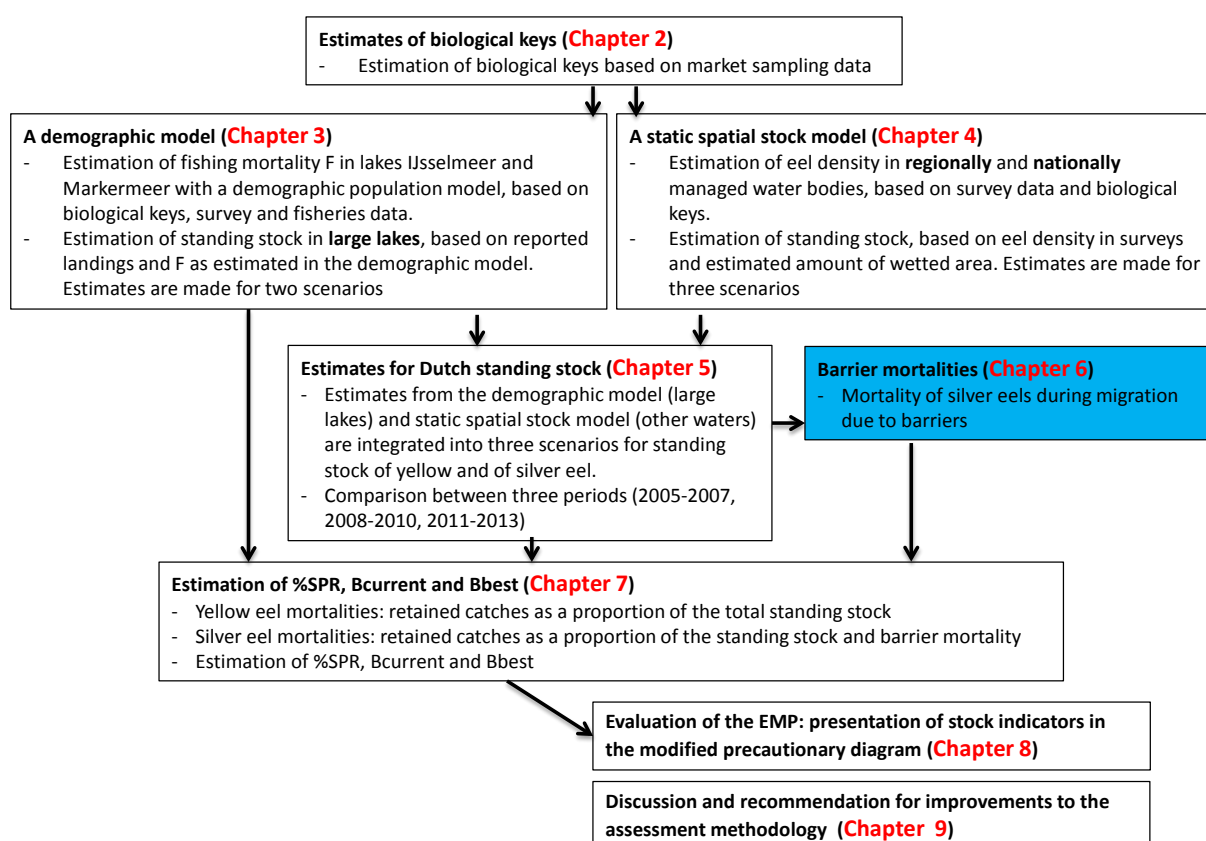 Estimates of biological keys (Chapter 2)
- Estimation of biological keys based on market sampling data
A demographic model (Chapter 3)
- Estimation of fishing mortality F in lakes IJsselmeer and
Markermeer with a demographic population model, based on
biological keys, survey and fisheries data.
- Estimation of standing stock in large lakes, based on reported
landings and F as estimated in the demographic model.
Estimates are made for two scenarios
A static spatial stock model (Chapter 4)
- Estimation of eel density in regionally and nationally
managed water bodies, based on survey data and biological
keys.
- Estimation of standing stock, based on eel density in surveys
and estimated amount of wetted area. Estimates are made for
three scenarios
Estimates for Dutch standing stock (Chapter 5)
- Estimates from the demographic model (large
lakes) and static spatial stock model (other waters)
are integrated into three scenarios for standing
stock of yellow and of silver eel.
- Comparison between three periods (2005-2007,
2008-2010, 2011-2013)
Barrier mortalities (Chapter 6)
- Mortality of silver eels during migration
due to barriers
Estimation of %SPR, Bcurrent and Bbest (Chapter 7)
- Yellow eel mortalities: retained catches as a proportion of the total standing stock
- Silver eel mortalities: retained catches as a proportion of the standing stock and barrier mortality
- Estimation of %SPR, Bcurrent and Bbest
Evaluation of the EMP: presentation of stock indicators in
the modified precautionary diagram (Chapter 8)
Discussion and recommendation for improvements to the
assessment methodology (Chapter 9)